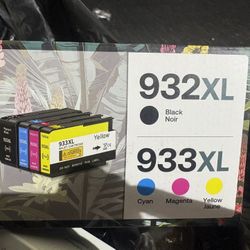 932XL
Black
Noir
933XL
Cyan
Magenta
Yellow
Jaune
933XL
Yellow